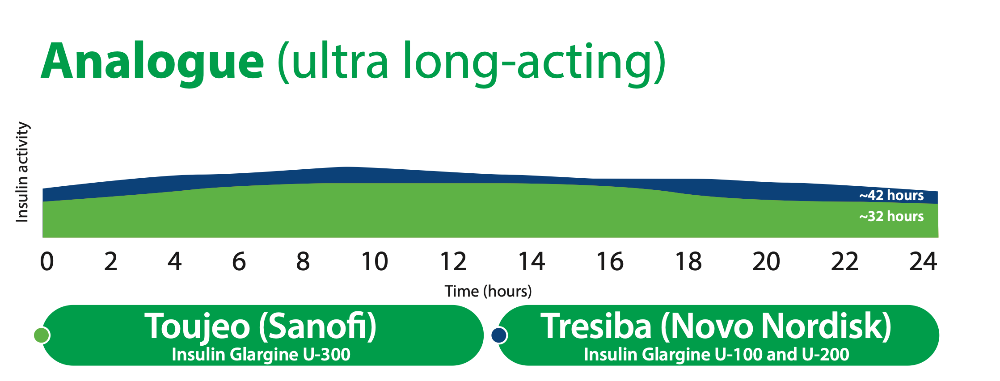 Analogue (ultra long-acting)
Insulin activity
~42 hours
~32 hours
0 2 4 6 8 10 12 14 16 18 20 22 24
Time (hours)
Toujeo (Sanofi)
Insulin Glargine U-300
Tresiba (Novo Nordisk)
Insulin Glargine U-100 and U-200